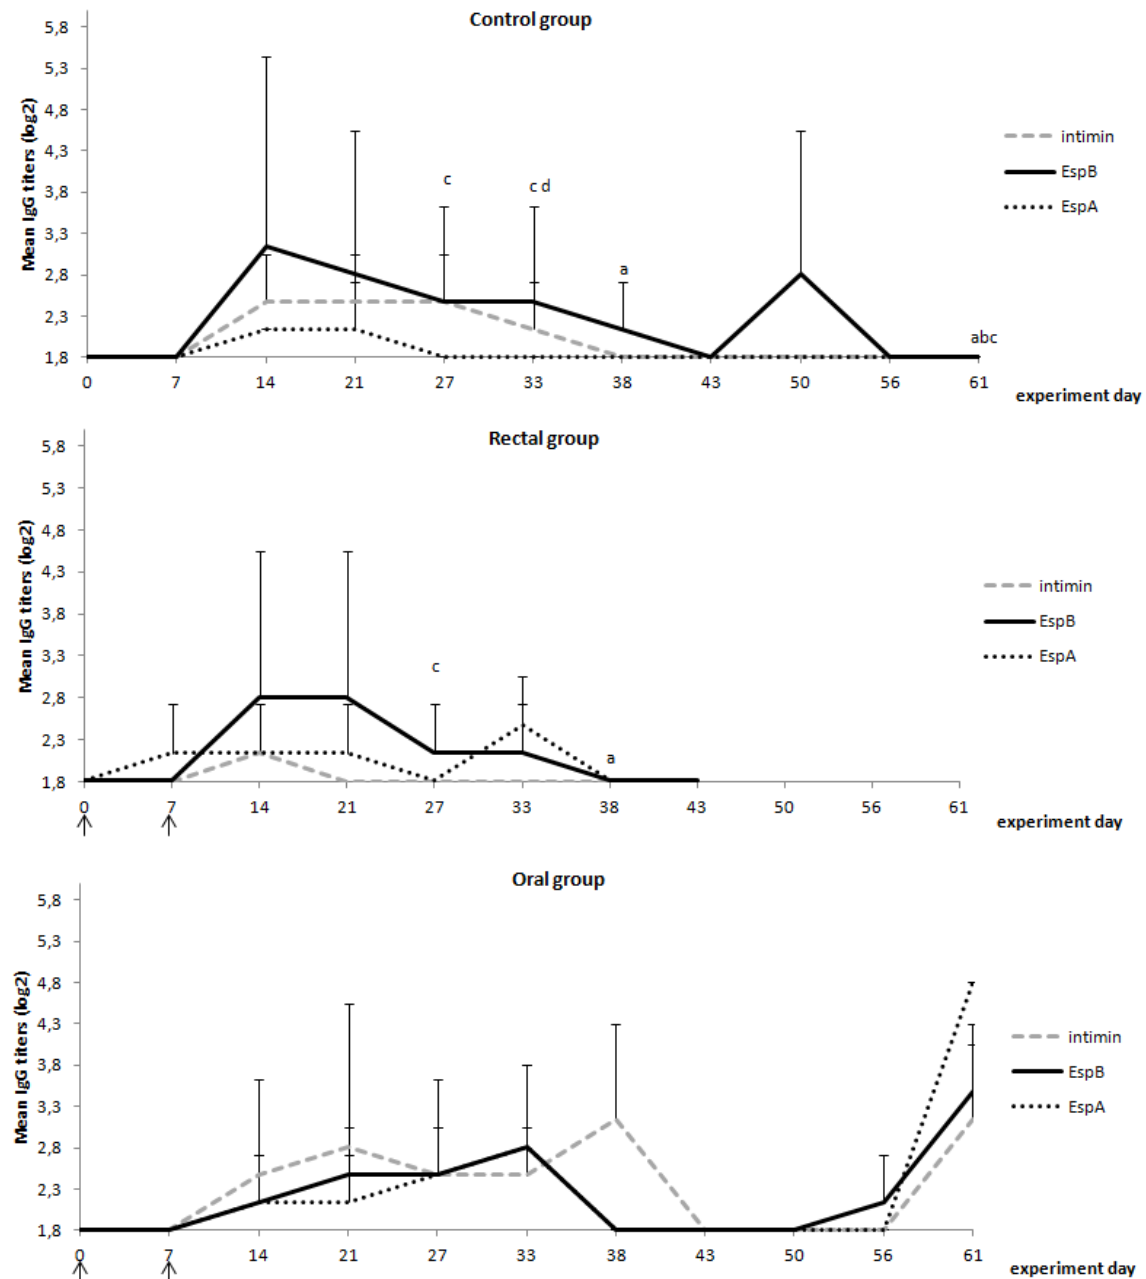 Control group
5,8
5,3
4,8
4,3
3,8
3,3
2,8
2,3
1,8
Mean IgG titers (log2)
c
c d
a
abc
0 7 14 21 27 33 38 43 50 56 61
experiment day
intimin
EspB
EspA
Rectal group
5,8
5,3
4,8
4,3
3,8
3,3
2,8
2,3
1,8
Mean IgG titers (log2)
c
a
0 7 14 21 27 33 38 43 50 56 61
experiment day
intimin
EspB
EspA
Oral group
5,8
5,3
4,8
4,3
3,8
3,3
2,8
2,3
1,8
Mean IgG titers (log2)
0 7 14 21 27 33 38 43 50 56 61
experiment day
intimin
EspB
EspA